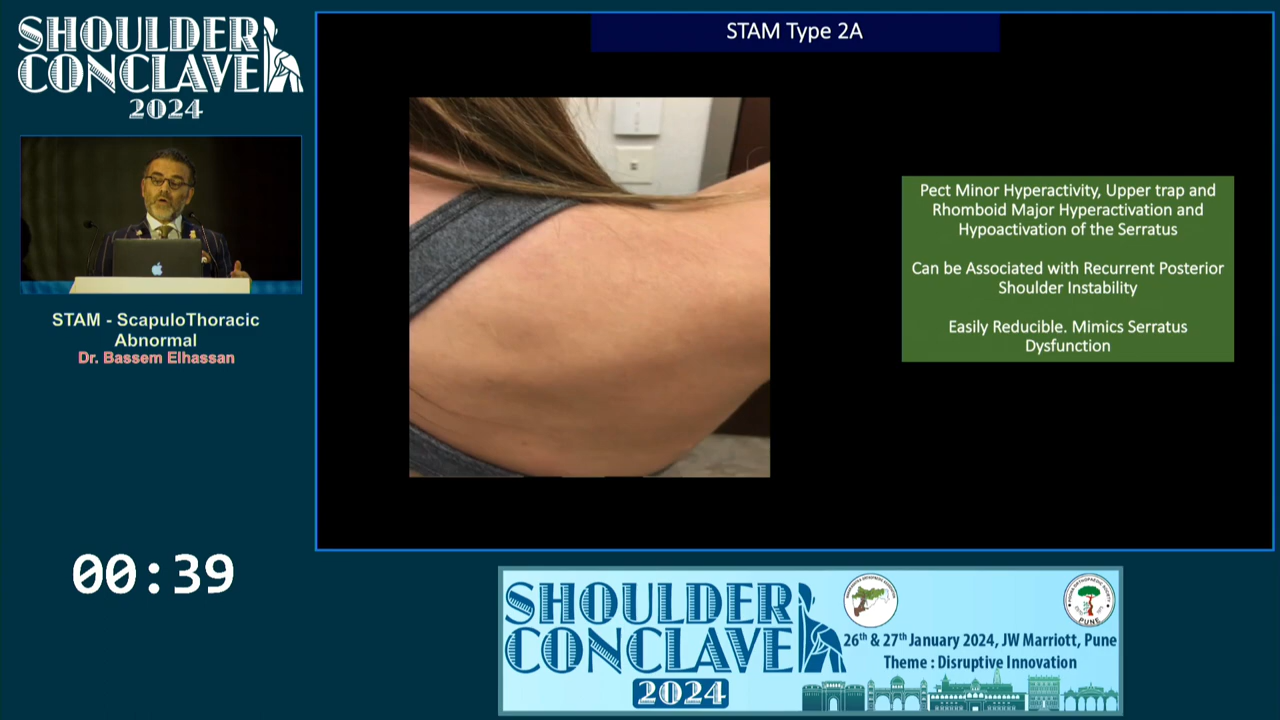 SHOULDER
CONCLAVE
2024
STAM - ScapuloThoracic
Abnormal
Dr. Bassem Elhassan
00:39
STAM Type 2A
Pect Minor Hyperactivity, Upper trap and
Rhomboid Major Hyperactivation and
Hypoactivation of the Serratus
Can be Associated with Recurrent Posterior
Shoulder Instability
Easily Reducible. Mimics Serratus
Dysfunction
SHOULDER
CONCLAVE
2024
PUNE
26th & 27th January 2024, JW Marriott, Pune
Theme : Disruptive Innovation